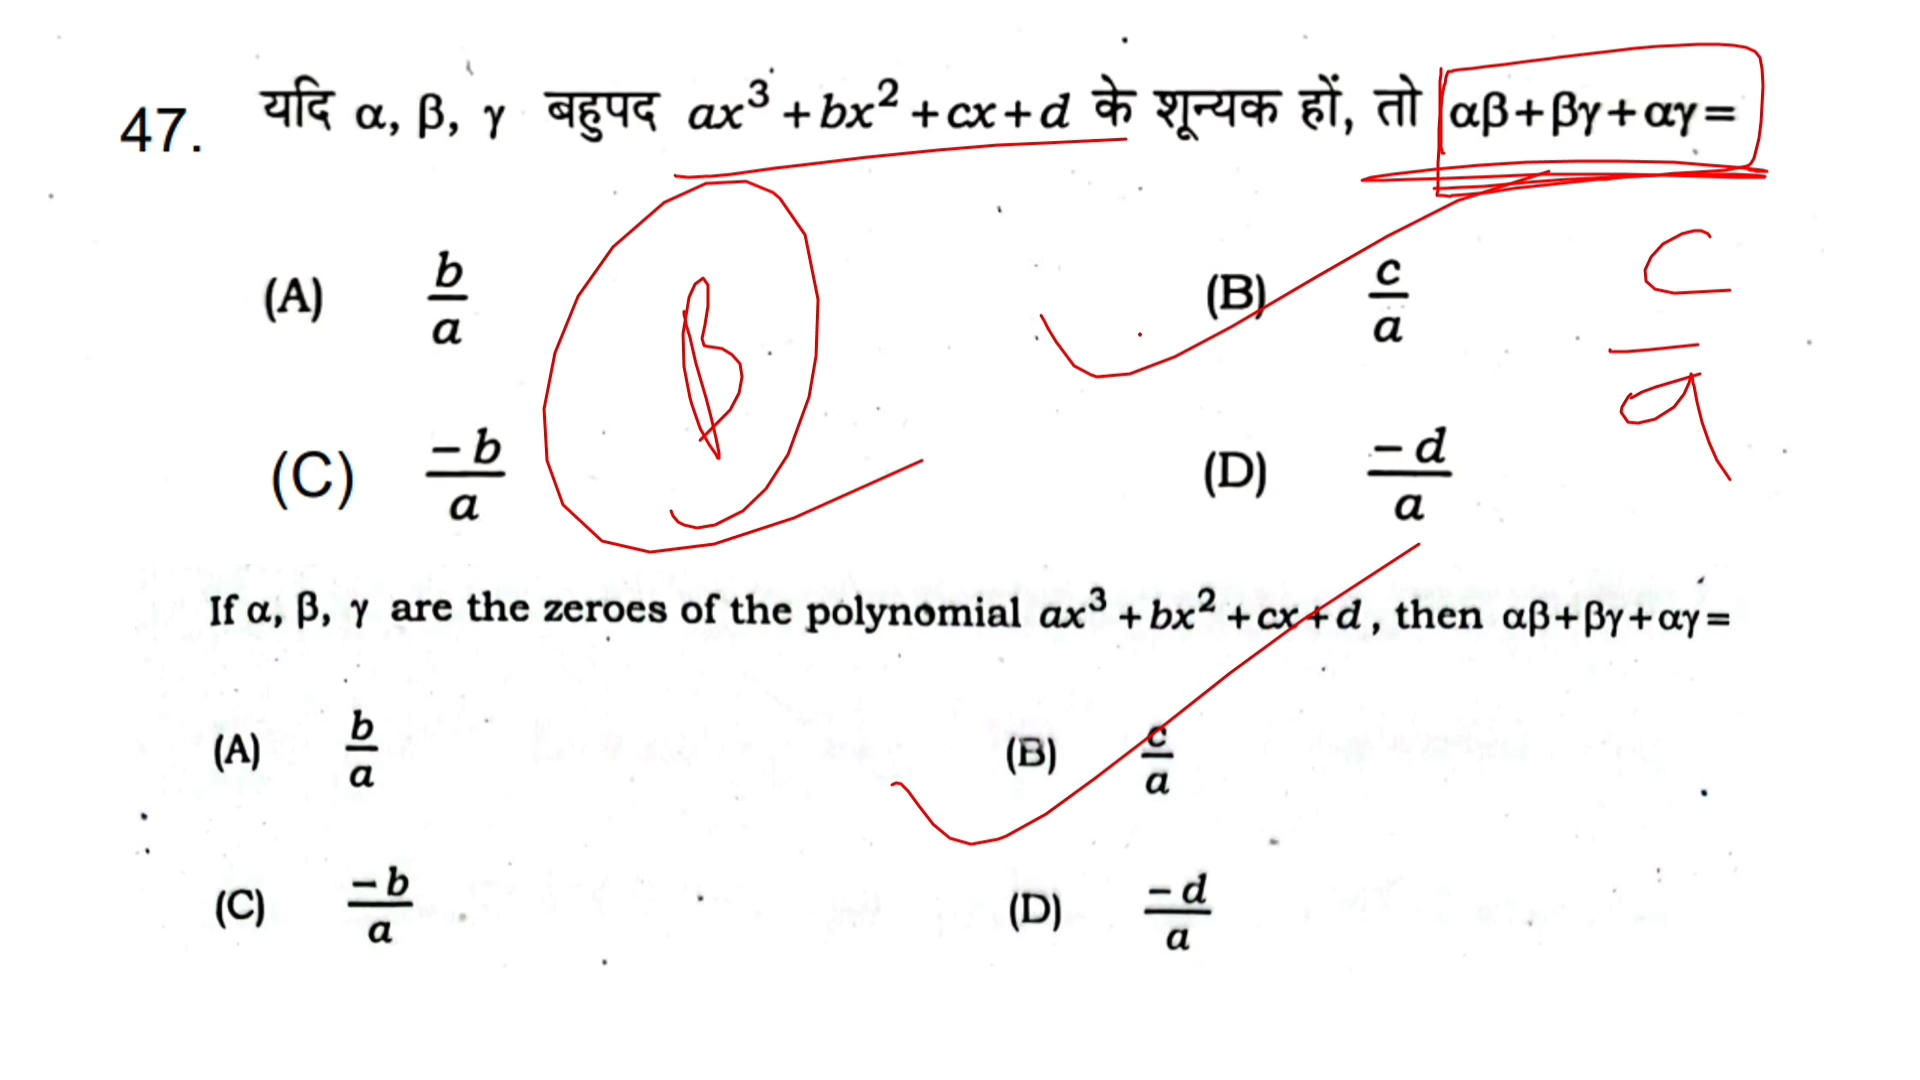 47. यदि α, β, γ बहुपद ax³ + bx² + cx + d के शून्यक हों, तो αβ + βγ + αγ =
(A) b/a (B) c/a
B
c/a
(C) −b/a (D) −d/a
If α, β, γ are the zeroes of the polynomial ax³ + bx² + cx + d, then αβ + βγ + αγ =
(A) b/a (B) c/a
(C) −b/a (D) −d/a